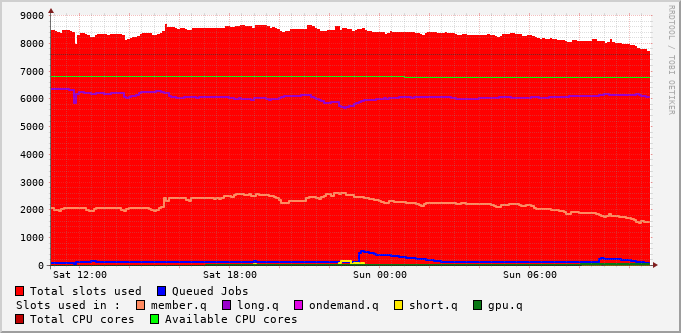 RRDTOOL / TOBI OETIKER
9000
8000
7000
6000
5000
4000
3000
2000
1000
0
Sat 12:00 Sat 18:00 Sun 00:00 Sun 06:00
Total slots used Queued Jobs
Slots used in : member.q long.q ondemand.q short.q gpu.q
Total CPU cores Available CPU cores